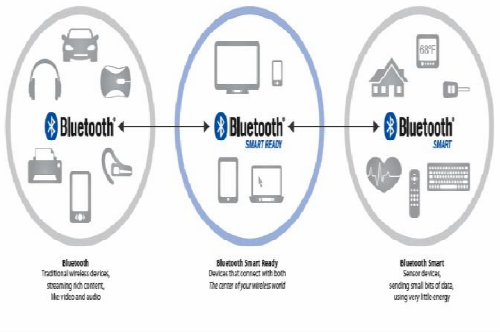 68°F
Bluetooth®
Bluetooth®
SMART READY
Bluetooth®
SMART
Bluetooth
Traditional wireless devices,
streaming rich content,
like video and audio
Bluetooth Smart Ready
Devices that connect with both
The center of your wireless world
Bluetooth Smart
Sensor devices,
sending small bits of data,
using very little energy